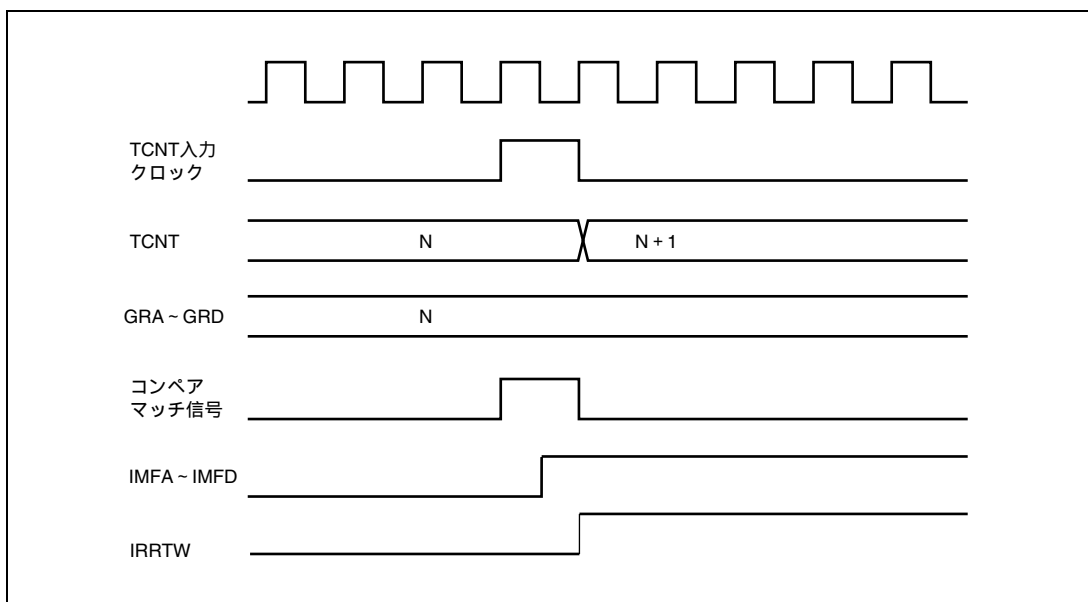 TCNT入力
クロック
TCNT
N
N + 1
GRA ~ GRD
N
コンペア
マッチ信号
IMFA ~ IMFD
IRRTW